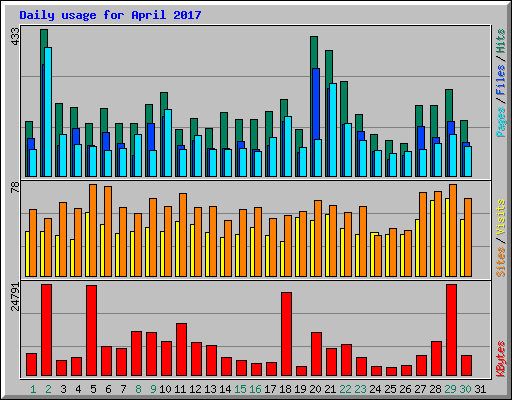 Daily usage for April 2017
433
Pages / Files / Hits
78
Sites / Visits
24791
KBytes
1 2 3 4 5 6 7 8 9 10 11 12 13 14 15 16 17 18 19 20 21 22 23 24 25 26 27 28 29 30 31